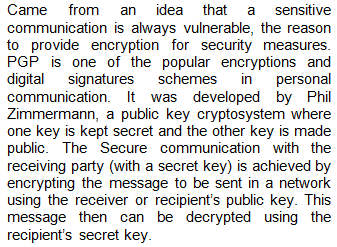 Came from an idea that a sensitive
communication is always vulnerable, the reason
to provide encryption for security measures.
PGP is one of the popular encryptions and
digital signatures schemes in personal
communication. It was developed by Phil
Zimmermann, a public key cryptosystem where
one key is kept secret and the other key is made
public. The Secure communication with the
receiving party (with a secret key) is achieved by
encrypting the message to be sent in a network
using the receiver or recipient's public key. This
message then can be decrypted using the
recipient's secret key.